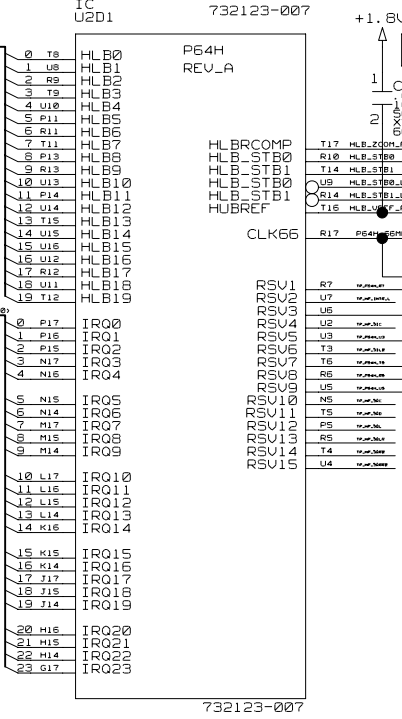 IC
U2D1
732123-007
+1.8V
P64H
REV_A
0 T8 HLB0
1 U8 HLB1
2 R9 HLB2
3 T9 HLB3
4 U10 HLB4
5 P11 HLB5
6 R11 HLB6
7 T11 HLB7
8 P13 HLB8
9 R13 HLB9
10 U13 HLB10
11 P14 HLB11
12 U14 HLB12
13 T15 HLB13
14 U15 HLB14
15 U16 HLB15
16 U12 HLB16
17 R12 HLB17
18 U11 HLB18
19 T12 HLB19
HLBRCOMP T17
HLB_STB0 R10 HLB_STB0
HLB_STB1 T14 HLB_STB1
HLB_STB0 U9
HLB_STB1 R14
HUBREF T16
CLK66 R17
1
2
RSV1 R7
RSV2 U7
RSV3 U6
RSV4 U2
RSV5 U3
RSV6 T3
RSV7 T6
RSV8 R6
RSV9 U5
RSV10 N5
RSV11 T5
RSV12 P5
RSV13 R5
RSV14 T4
RSV15 U4
0 P17 IRQ0
1 P16 IRQ1
2 P15 IRQ2
3 N17 IRQ3
4 N16 IRQ4
5 N15 IRQ5
6 N14 IRQ6
7 M17 IRQ7
8 M15 IRQ8
9 M14 IRQ9
10 L17 IRQ10
11 L16 IRQ11
12 L15 IRQ12
13 L14 IRQ13
14 K16 IRQ14
15 K15 IRQ15
16 K14 IRQ16
17 J17 IRQ17
18 J15 IRQ18
19 J14 IRQ19
20 H16 IRQ20
21 H15 IRQ21
22 H14 IRQ22
23 G17 IRQ23
732123-007